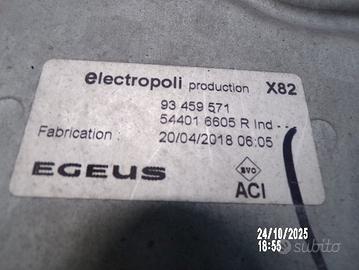 electropoli production X82
93 459 571
54401 6605 R Ind - -
Fabrication : 20/04/2018 06:05
EGEUS
BVQ
ACI
24/10/2025
18:55
subito